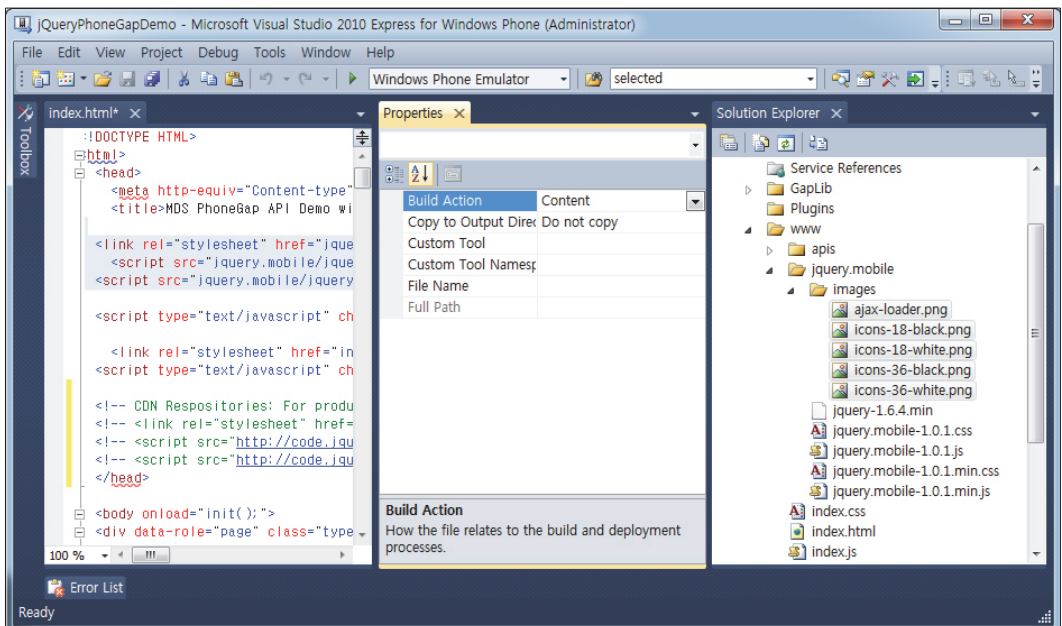 jQueryPhoneGapDemo - Microsoft Visual Studio 2010 Express for Windows Phone (Administrator)
File Edit View Project Debug Tools Window Help
Windows Phone Emulator selected
Toolbox
index.html*
:!DOCTYPE HTML>
html>
<head>
<meta http-equiv="Content-type"
<title>MDS PhoneGap API Demo wi
<link rel="stylesheet" href="jque
<script src="jquery.mobile/jque
<script src="jquery.mobile/jquery
<script type="text/javascript" ch
<link rel="stylesheet" href="in
<script type="text/javascript" ch
<!-- CDN Respositories: For produ
<!-- <link rel="stylesheet" href=
<!-- <script src="http://code.jqu
<!-- <script src="http://code.jqu
</head>
<body onload="init();">
<div data-role="page" class="type
100 %
Properties
Build Action Content
Copy to Output Direc Do not copy
Custom Tool
Custom Tool Namesp
File Name
Full Path
Build Action
How the file relates to the build and deployment
processes.
Solution Explorer
Service References
GapLib
Plugins
www
apis
jquery.mobile
images
ajax-loader.png
icons-18-black.png
icons-18-white.png
icons-36-black.png
icons-36-white.png
jquery-1.6.4.min
jquery.mobile-1.0.1.css
jquery.mobile-1.0.1.js
jquery.mobile-1.0.1.min.css
jquery.mobile-1.0.1.min.js
index.css
index.html
index.js
Error List
Ready